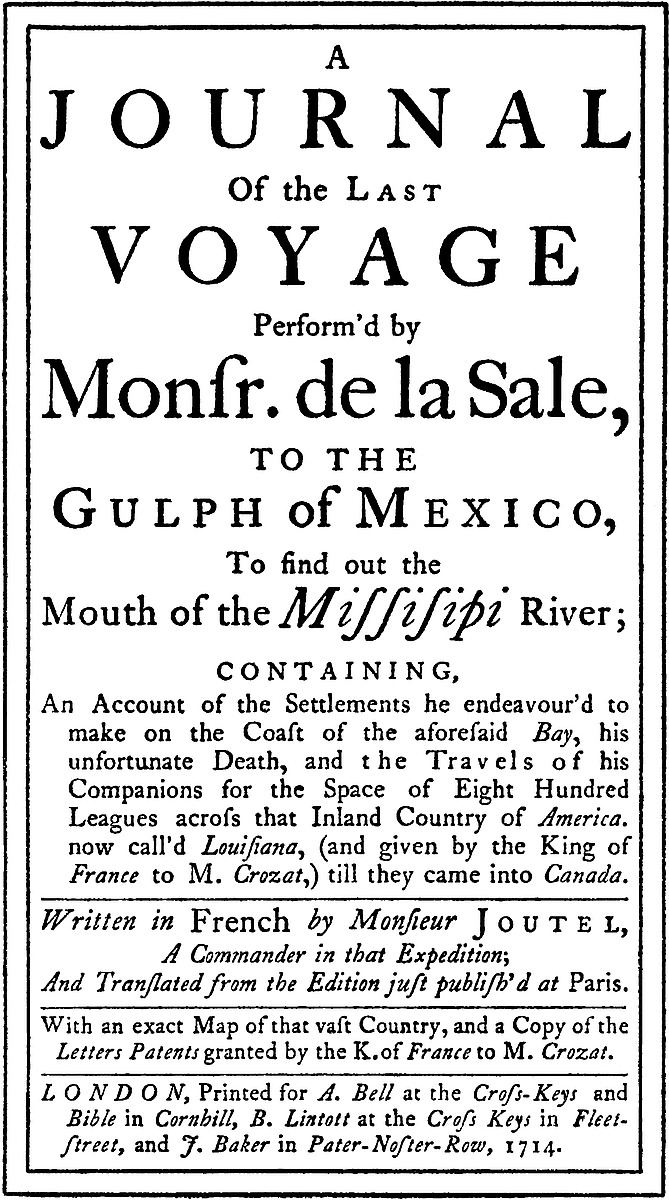 A
JOURNAL
Of the LAST
VOYAGE
Perform'd by
Monſr. de la Sale,
TO THE
GULPH of MEXICO,
To find out the
Mouth of the Miſſiſipi River;
CONTAINING,
An Account of the Settlements he endeavour'd to
make on the Coaſt of the aforeſaid Bay, his
unfortunate Death, and the Travels of his
Companions for the Space of Eight Hundred
Leagues acroſs that Inland Country of America.
now call'd Louiſiana, (and given by the King of
France to M. Crozat,) till they came into Canada.
Written in French by Monſieur JOUTEL,
A Commander in that Expedition;
And Tranſlated from the Edition juſt publiſh'd at Paris.
With an exact Map of that vaſt Country, and a Copy of the
Letters Patents granted by the K. of France to M. Crozat.
LONDON, Printed for A. Bell at the Croſs-Keys and
Bible in Cornhill, B. Lintott at the Croſs Keys in Fleet-
ſtreet, and J. Baker in Pater-Noſter-Row, 1714.